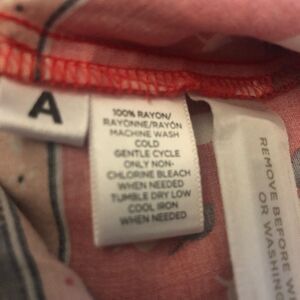 A
100% RAYON/
RAYONNE/RAYÓN
MACHINE WASH
COLD
GENTLE CYCLE
ONLY NON-
CHLORINE BLEACH
WHEN NEEDED
TUMBLE DRY LOW
COOL IRON
WHEN NEEDED
REMOVE BEFORE W
OR WASHING